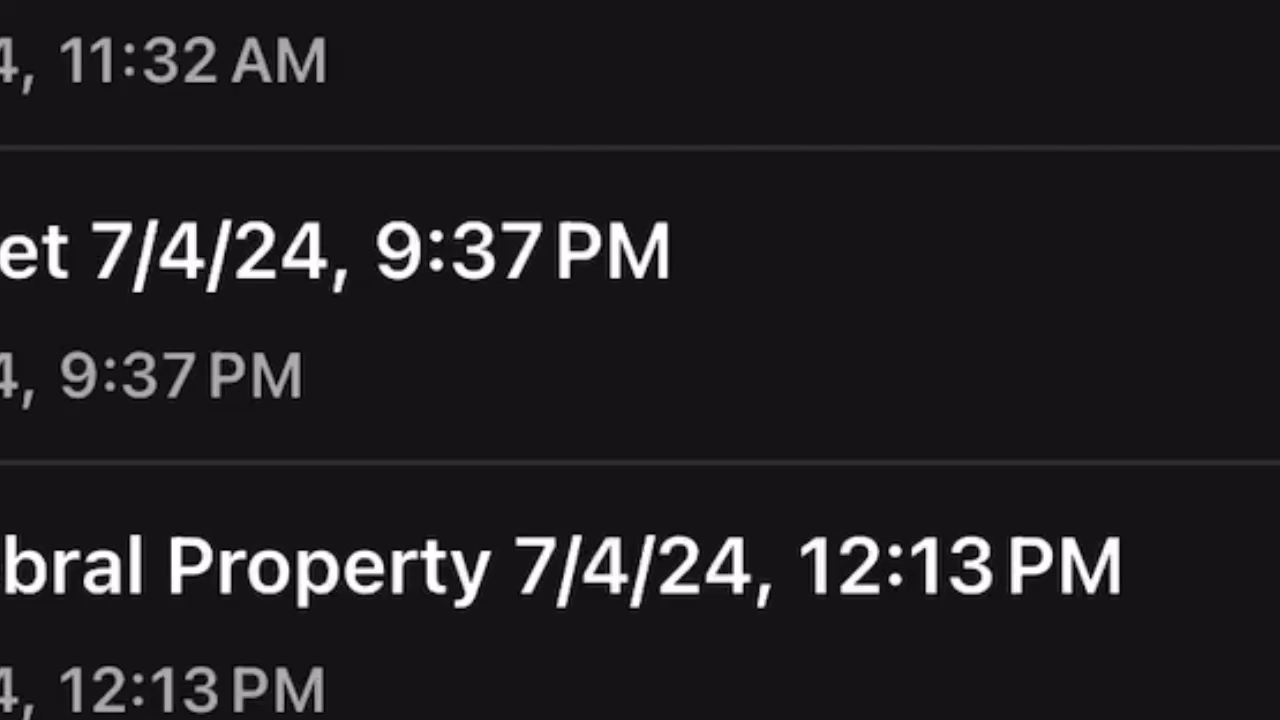 4, 11:32 AM
et 7/4/24, 9:37 PM
4, 9:37 PM
bral Property 7/4/24, 12:13 PM
4, 12:13 PM